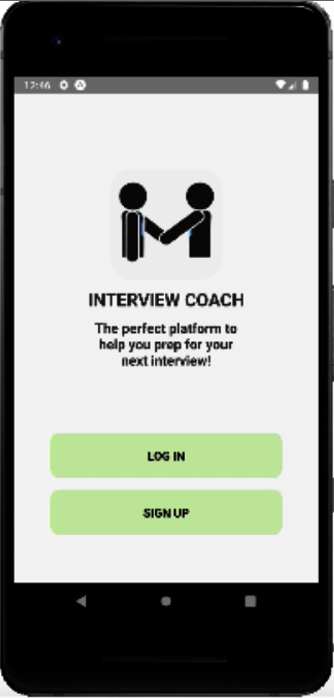 12:46
INTERVIEW COACH
The perfect platform to
help you prep for your
next interview!
LOG IN
SIGN UP